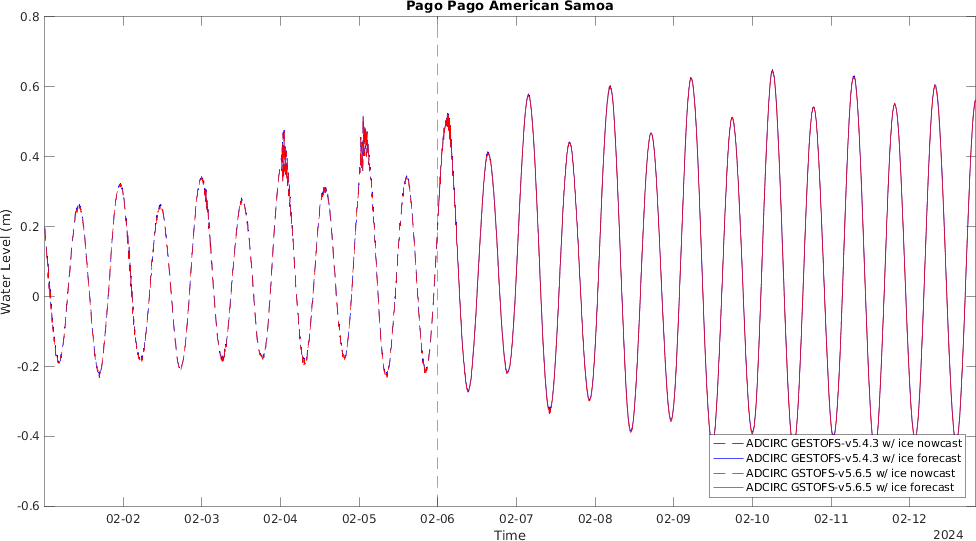 Pago Pago American Samoa
Water Level (m)
0.8
0.6
0.4
0.2
0
-0.2
-0.4
-0.6
ADCIRC GESTOFS-v5.4.3 w/ ice nowcast
ADCIRC GESTOFS-v5.4.3 w/ ice forecast
ADCIRC GSTOFS-v5.6.5 w/ ice nowcast
ADCIRC GSTOFS-v5.6.5 w/ ice forecast
02-02 02-03 02-04 02-05 02-06 02-07 02-08 02-09 02-10 02-11 02-12
Time
2024